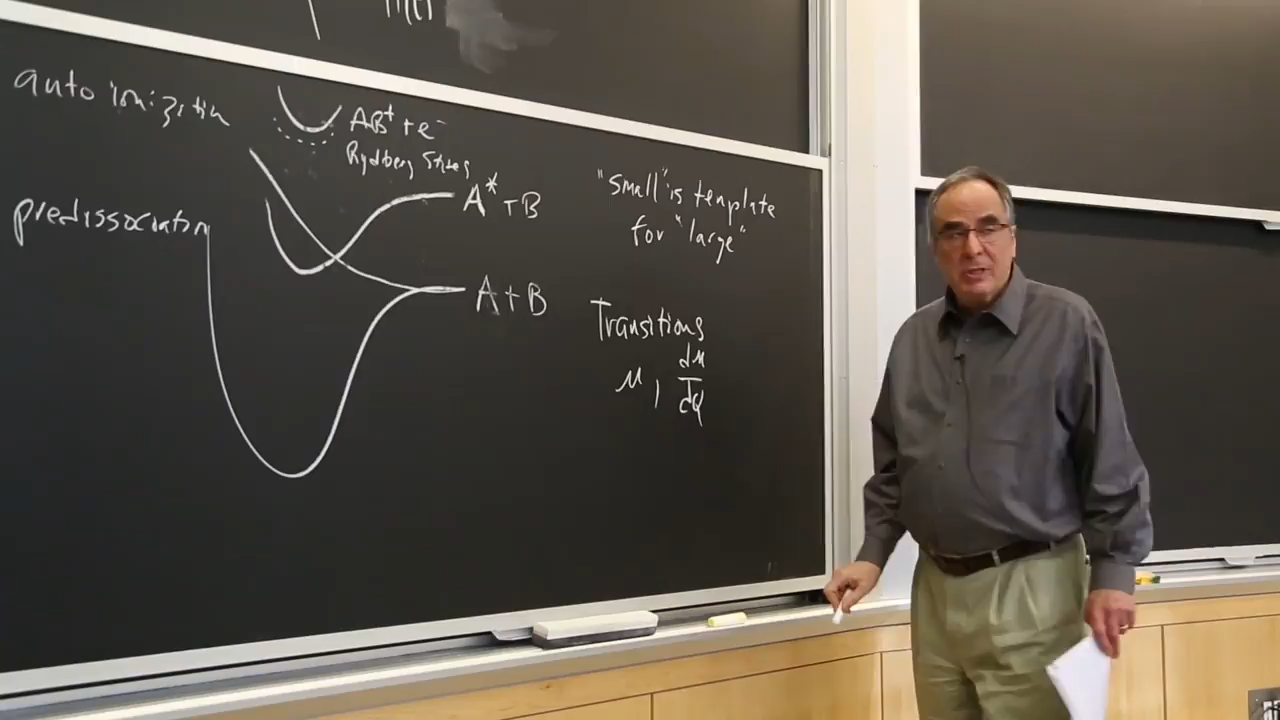 auto ionization
AB⁺ + e⁻
Rydberg States
A* + B
predissociation
A + B
"small" is template
for "large"
Transitions
μ, dμ
dQ